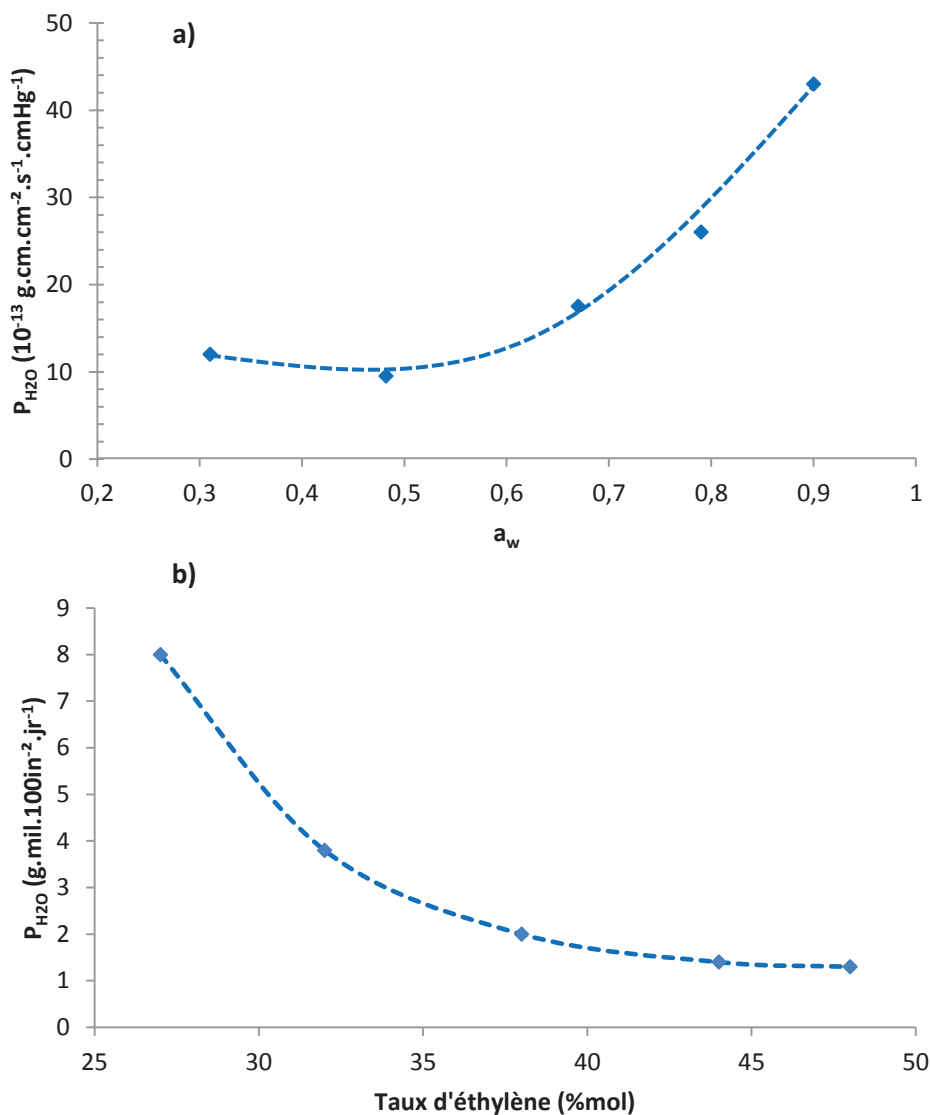 a)
50
40
30
20
10
0
P_H2O (10⁻¹³ g.cm.cm⁻².s⁻¹.cmHg⁻¹)
0,2 0,3 0,4 0,5 0,6 0,7 0,8 0,9 1
a_w
b)
9
8
7
6
5
4
3
2
1
0
P_H2O (g.mil.100in⁻².jr⁻¹)
25 30 35 40 45 50
Taux d'éthylène (%mol)